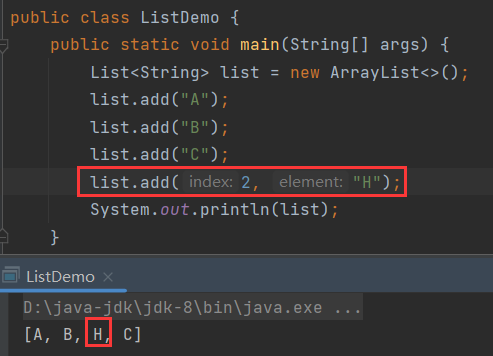 public class ListDemo {
public static void main(String[] args) {
List<String> list = new ArrayList<>();
list.add("A");
list.add("B");
list.add("C");
list.add( index: 2, element: "H");
System.out.println(list);
}
ListDemo ×
D:\java-jdk\jdk-8\bin\java.exe ...
[A, B, H, C]